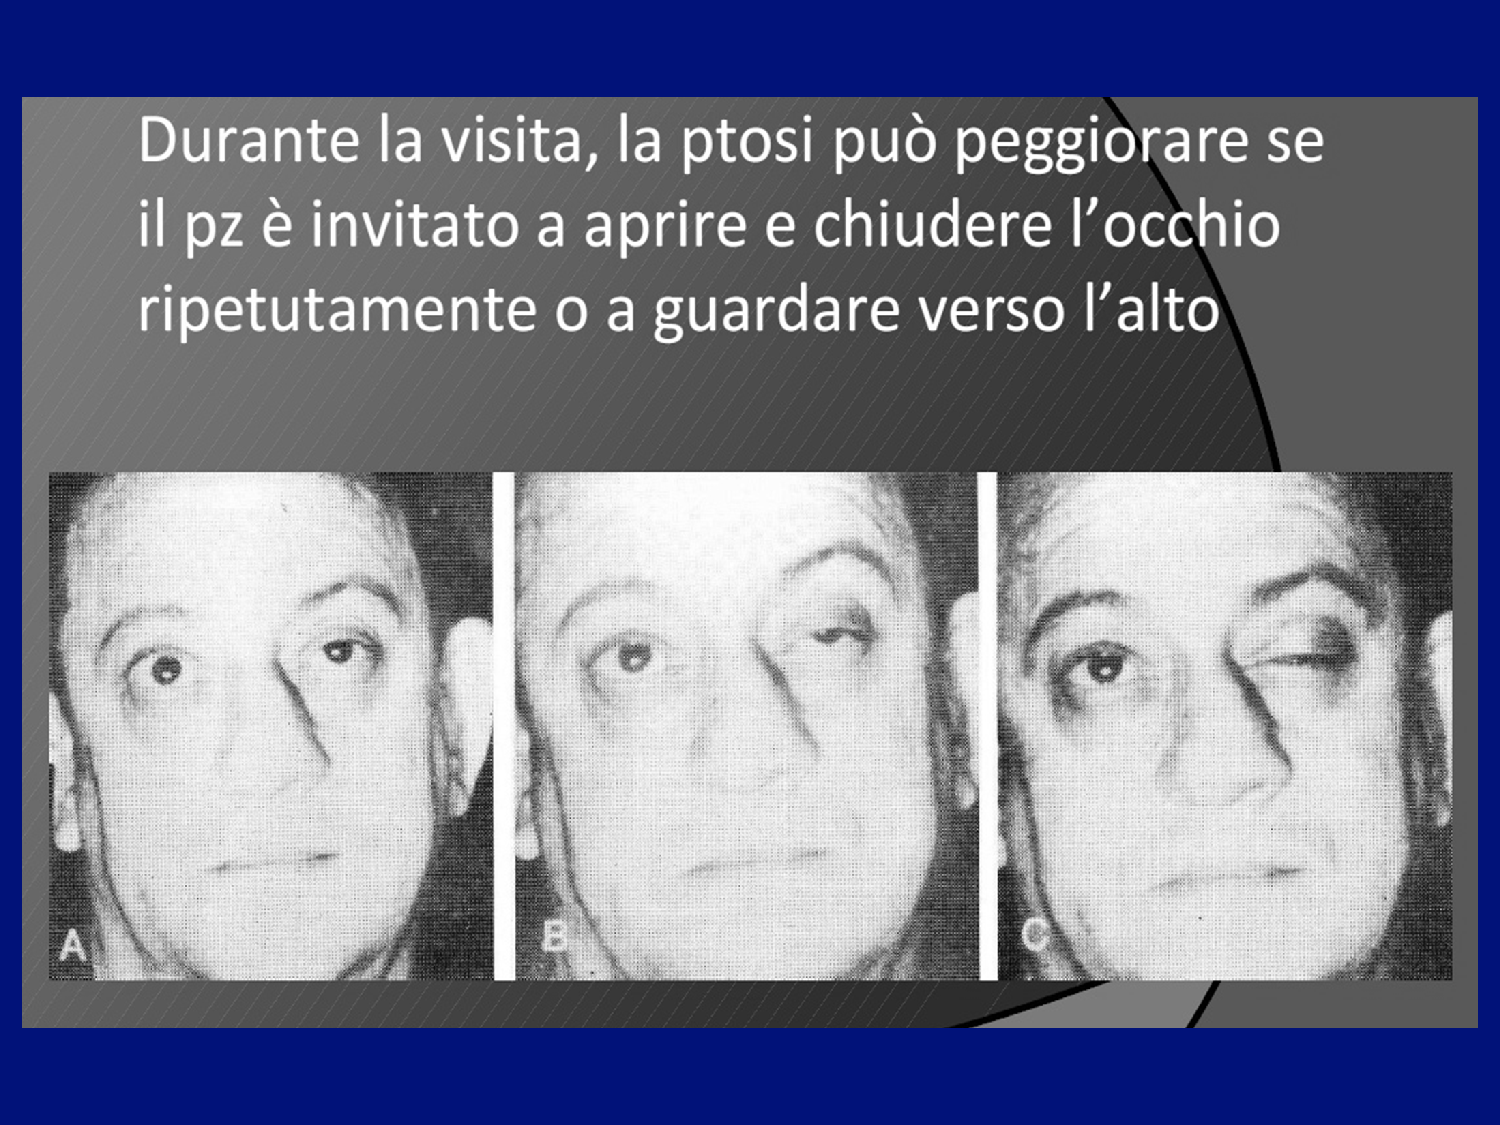 Durante la visita, la ptosi può peggiorare se
il pz è invitato a aprire e chiudere l’occhio
ripetutamente o a guardare verso l’alto
A
B
C